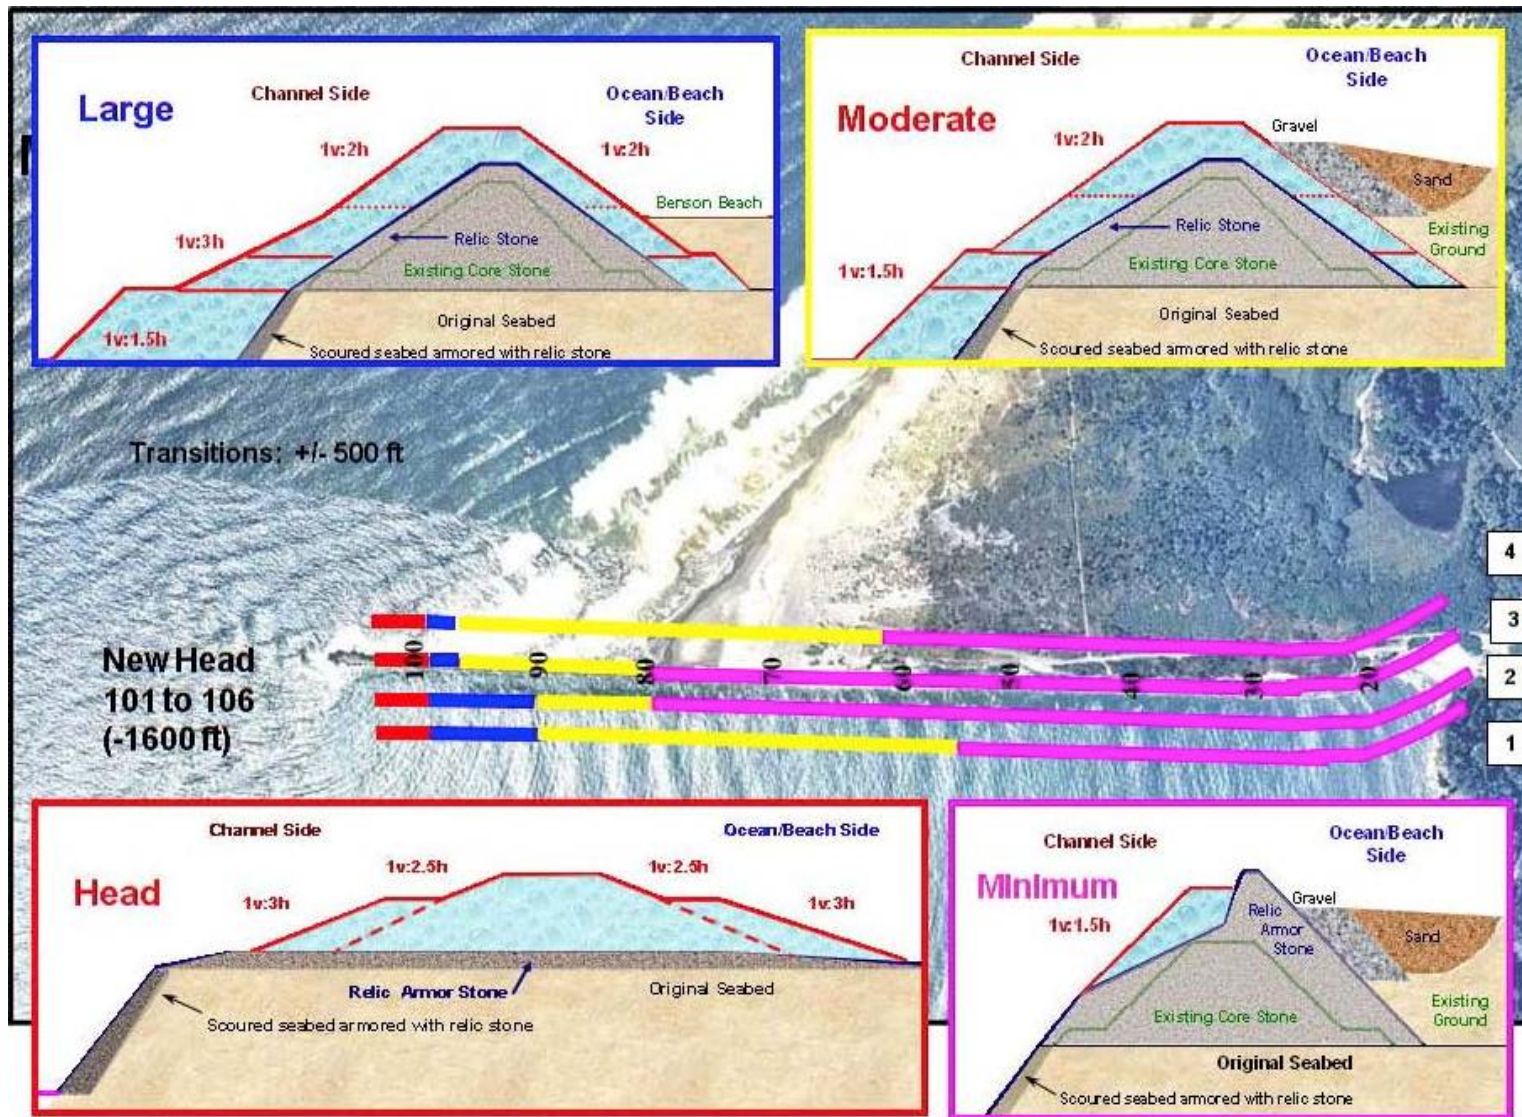 Large
Channel Side
Ocean/Beach
Side
1v:2h
1v:2h
Benson Beach
1v:3h
Relic Stone
Existing Core Stone
Original Seabed
1v:1.5h
Scoured seabed armored with relic stone
Channel Side
Ocean/Beach
Side
Moderate
1v:2h
Gravel
Sand
Relic Stone
Existing
Ground
1v:1.5h
Existing Core Stone
Original Seabed
Scoured seabed armored with relic stone
Transitions: +/- 500 ft
4
3
2
1
New Head
101 to 106
(-1600 ft)
100
90
80
70
60
50
40
30
20
Channel Side
Ocean/Beach Side
1v:2.5h
1v:2.5h
Head
1v:3h
1v:3h
Relic Armor Stone
Original Seabed
Scoured seabed armored with relic stone
Channel Side
Ocean/Beach
Side
Minimum
Gravel
1v:1.5h
Relic
Armor
Stone
Sand
Existing Core Stone
Existing
Ground
Original Seabed
Scoured seabed armored with relic stone